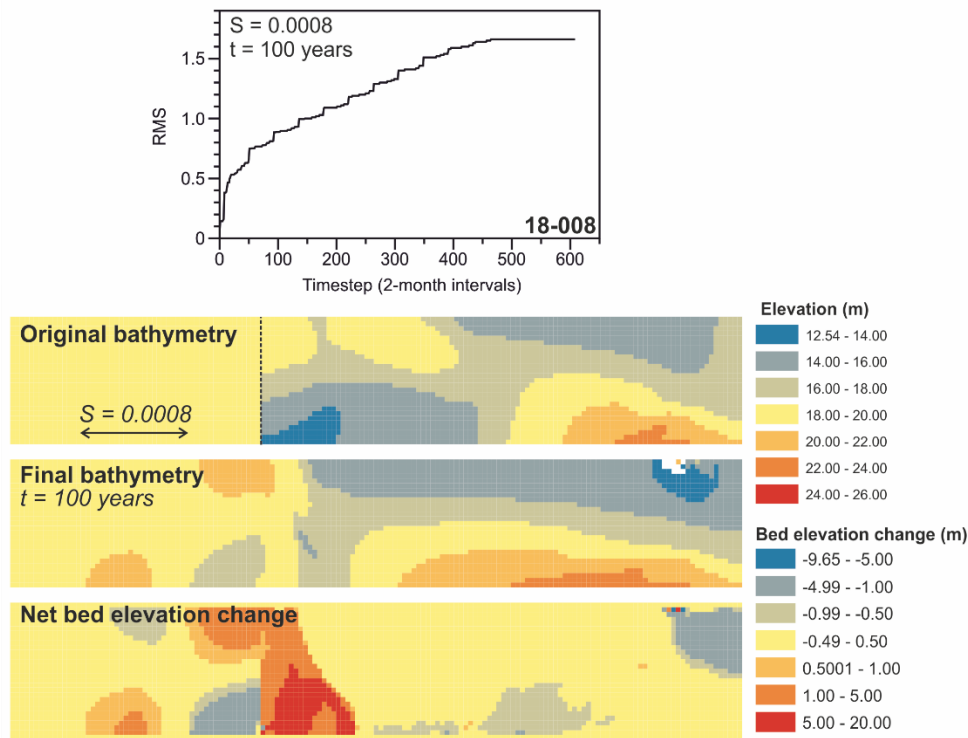 S = 0.0008
t = 100 years
1.5
1.0
0.5
0
RMS
18-008
0 100 200 300 400 500 600
Timestep (2-month intervals)
Original bathymetry
S = 0.0008
Final bathymetry
t = 100 years
Net bed elevation change
Elevation (m)
12.54 - 14.00
14.00 - 16.00
16.00 - 18.00
18.00 - 20.00
20.00 - 22.00
22.00 - 24.00
24.00 - 26.00
Bed elevation change (m)
-9.65 - -5.00
-4.99 - -1.00
-0.99 - -0.50
-0.49 - 0.50
0.5001 - 1.00
1.00 - 5.00
5.00 - 20.00